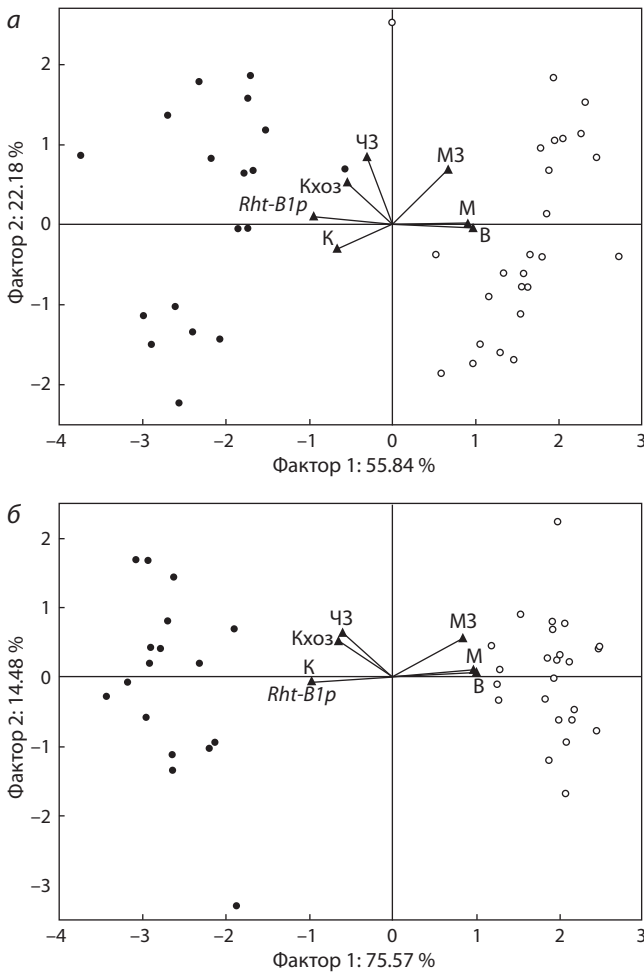 а
2
1
0
−1
−2
Фактор 2: 22.18 %
ЧЗ
МЗ
Кхоз
Rht-B1p
М
В
К
−4
−3
−2
−1
0
1
2
3
Фактор 1: 55.84 %
б
2
1
0
−1
−2
−3
Фактор 2: 14.48 %
ЧЗ
МЗ
Кхоз
К
М
Rht-B1p
В
−4
−3
−2
−1
0
1
2
3
Фактор 1: 75.57 %